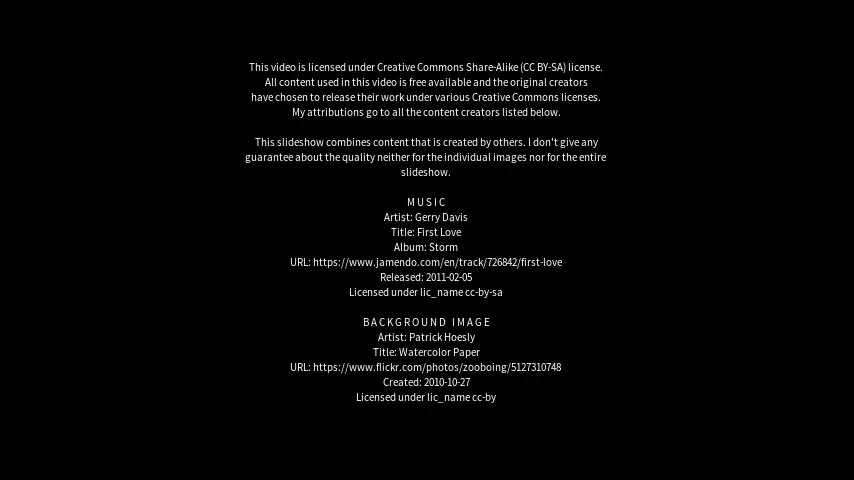 This video is licensed under Creative Commons Share-Alike (CC BY-SA) license.
All content used in this video is free available and the original creators
have chosen to release their work under various Creative Commons licenses.
My attributions go to all the content creators listed below.
This slideshow combines content that is created by others. I don't give any
guarantee about the quality neither for the individual images nor for the entire
slideshow.
MUSIC
Artist: Gerry Davis
Title: First Love
Album: Storm
URL: https://www.jamendo.com/en/track/726842/first-love
Released: 2011-02-05
Licensed under lic_name cc-by-sa
BACKGROUND IMAGE
Artist: Patrick Hoesly
Title: Watercolor Paper
URL: https://www.flickr.com/photos/zooboing/5127310748
Created: 2010-10-27
Licensed under lic_name cc-by